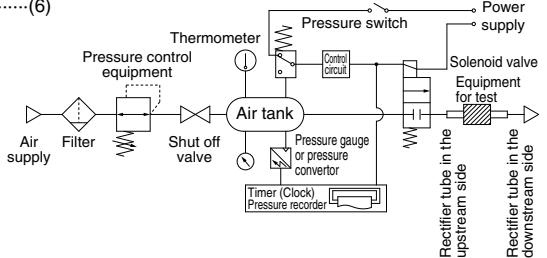 ……(6)
Power
supply
Pressure switch
Thermometer
Pressure control
equipment
Control
circuit
Solenoid valve
Equipment
for test
Air tank
Air
supply
Filter
Shut off
valve
Pressure gauge
or pressure
convertor
Timer (Clock)
Pressure recorder
Rectifier tube in the
upstream side
Rectifier tube in the
downstream side